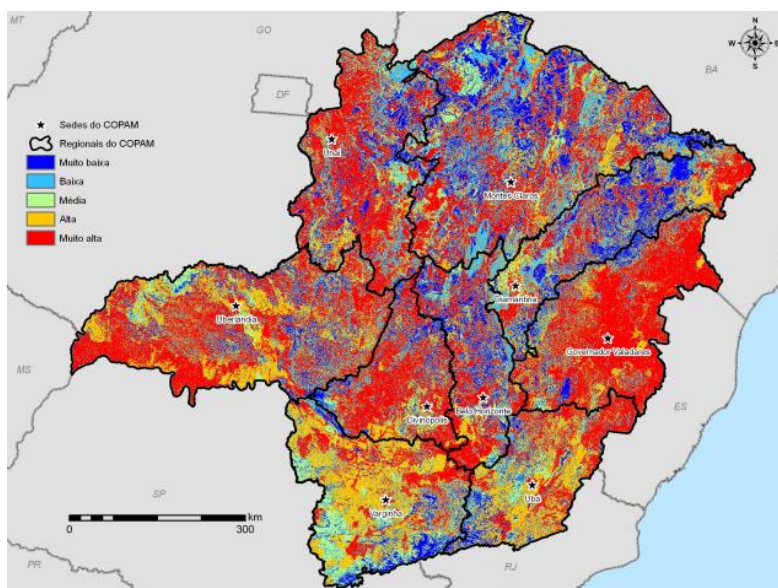 MT
GO
BA
DF
N
W
E
S
Sedes do COPAM
Regionais do COPAM
Muito baixa
Baixa
Média
Alta
Muito alta
Unaí
Montes Claros
Diamantina
Uberlândia
Governador Valadares
MS
Belo Horizonte
Divinópolis
ES
Ubá
SP
Varginha
km
0
300
PR
RJ